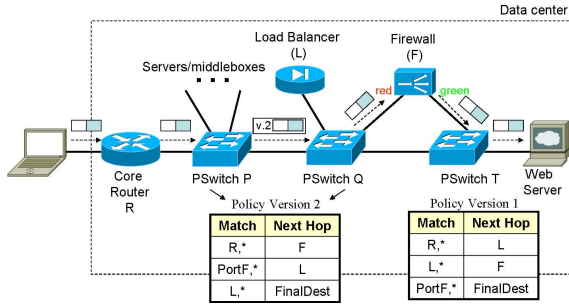 Data center
Load Balancer
(L)
Firewall
(F)
Servers/middleboxes
red
green
v.2
Core
Router
R
PSwitch P
PSwitch Q
PSwitch T
Web
Server
Policy Version 2
Match Next Hop
R,* F
PortF,* L
L,* FinalDest
Policy Version 1
Match Next Hop
R,* L
L,* F
PortF,* FinalDest